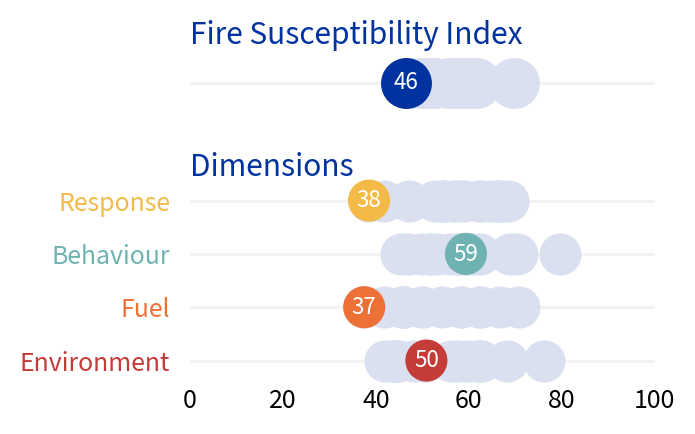 Fire Susceptibility Index
46
Dimensions
Response 38
Behaviour 59
Fuel 37
Environment 50
0 20 40 60 80 100